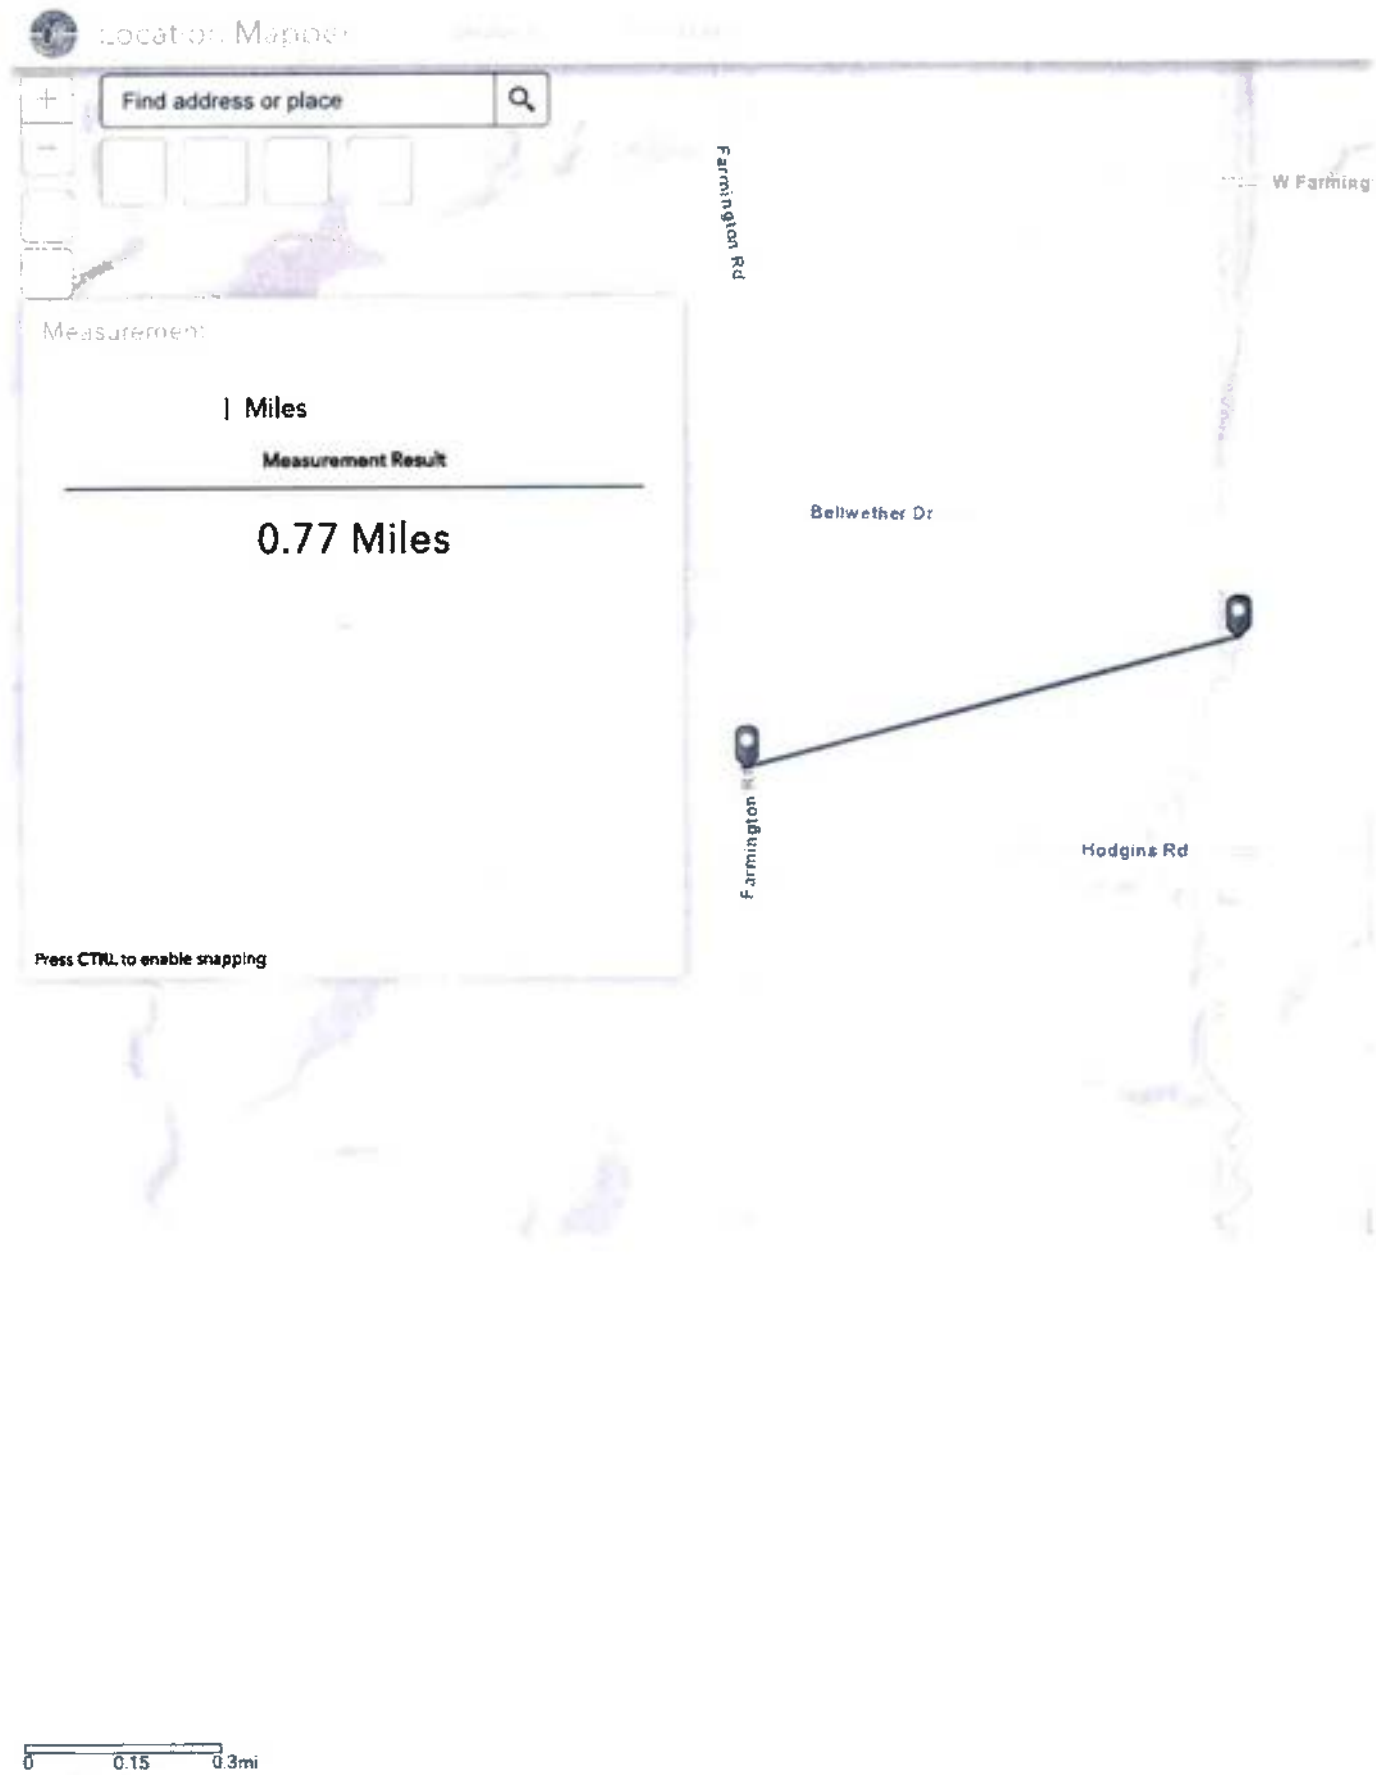 Location Mapper
+
Find address or place
−
Farmington Rd
W Farming
Measurement
| Miles
Measurement Result
0.77 Miles
Bellwether Dr
Farmington R
Hodgins Rd
Press CTRL to enable snapping
0 0.15 0.3mi